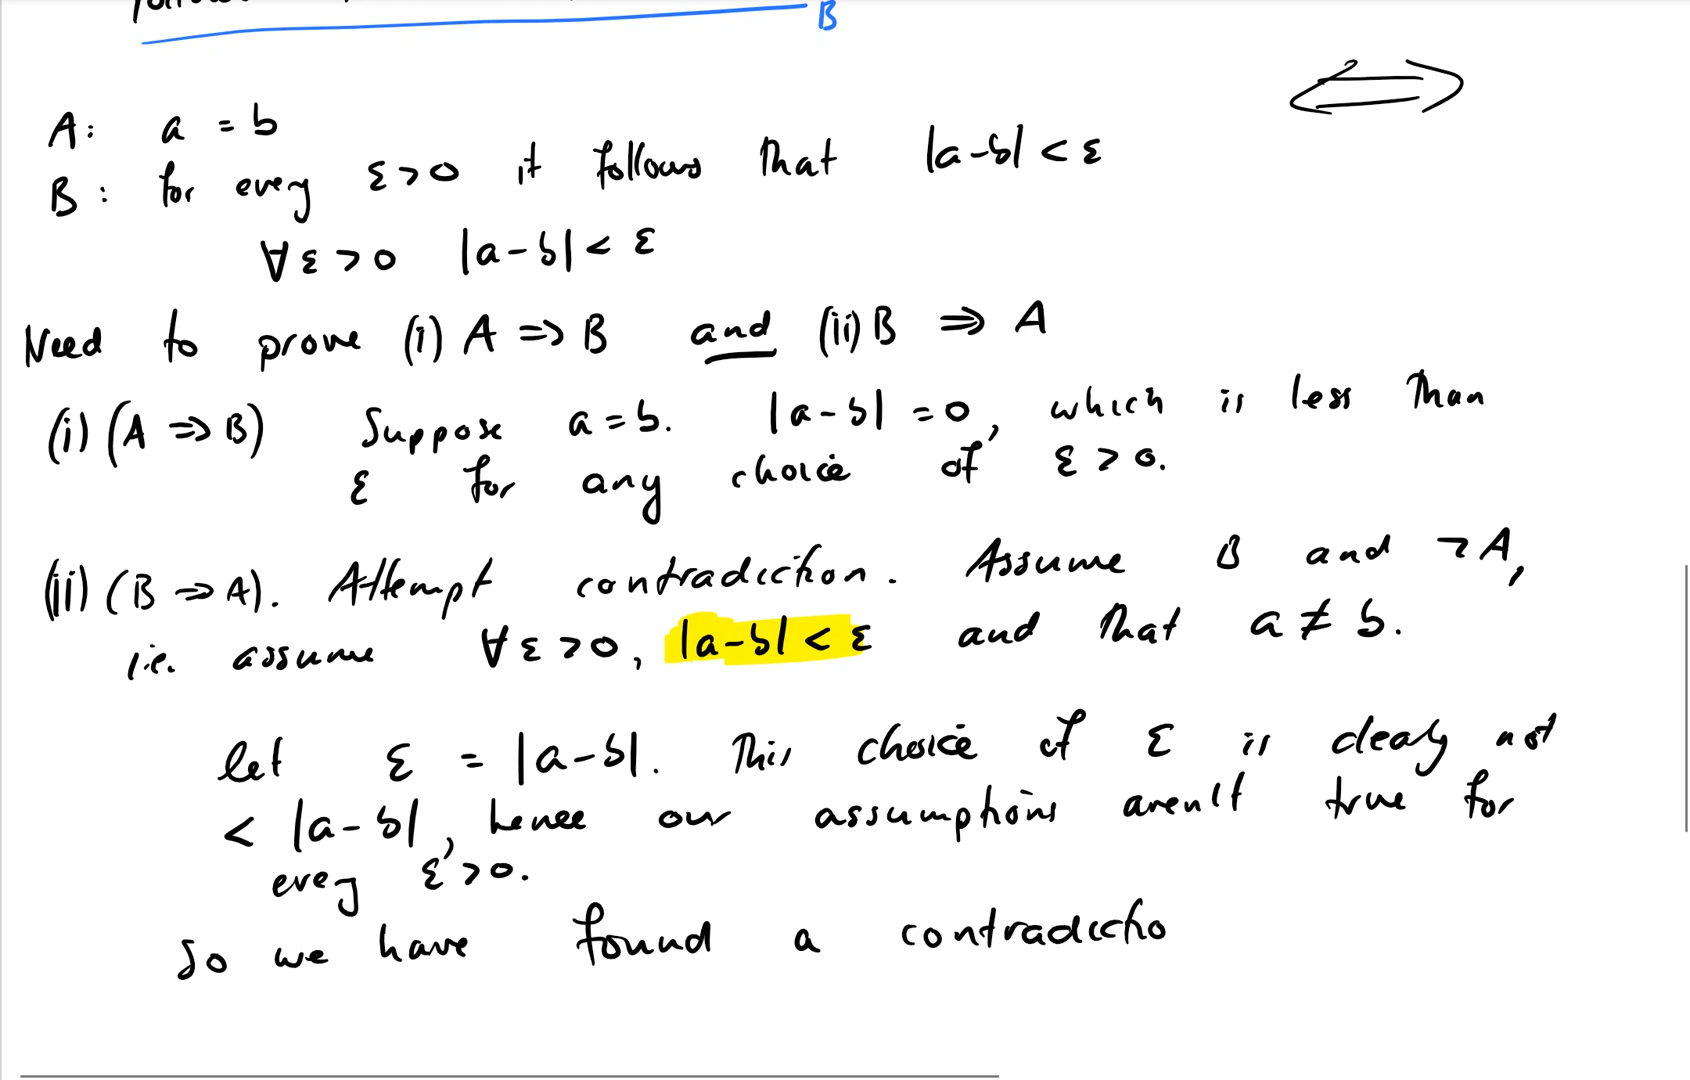 B
A: a = b
B: for every ε>0 it follows that |a-b| < ε
∀ε>0 |a-b| < ε
Need to prove (i) A => B and (ii) B => A
(i) (A => B) Suppose a=b. |a-b| =0, which is less than
ε for any choice of ε>0.
(ii) (B => A). Attempt contradiction. Assume B and ¬A,
i.e. assume ∀ε>0, |a-b| < ε and that a ≠ b.
let ε = |a-b|. This choice of ε is clearly not
< |a-b|, hence our assumptions aren't true for
every ε>0.
So we have found a contradictio